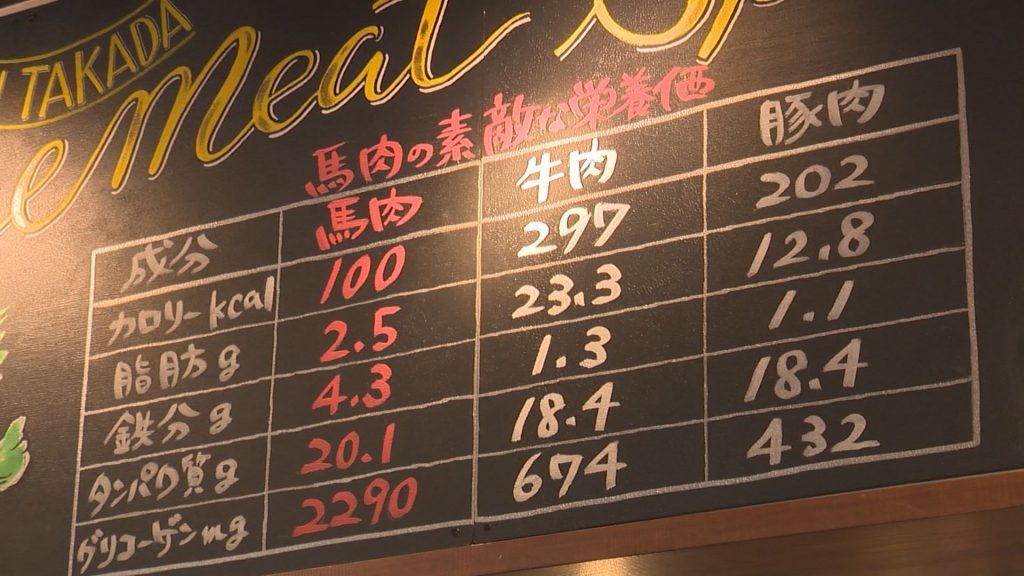 TAKADA
Meat
馬肉の素敵な栄養価
成分 馬肉 牛肉 豚肉
カロリーkcal 100 297 202
脂肪g 2.5 23.3 12.8
鉄分g 4.3 1.3 1.1
タンパク質g 20.1 18.4 18.4
グリコーゲンmg 2290 674 432